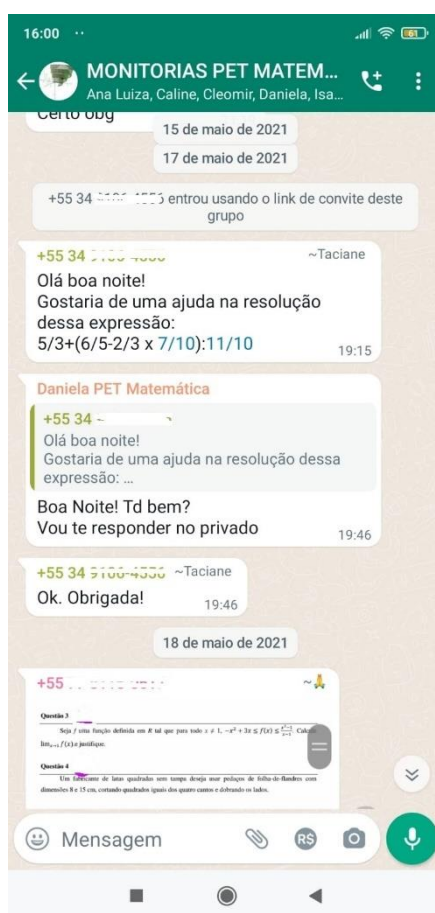 16:00
61
MONITORIAS PET MATEM...
Ana Luiza, Caline, Cleomir, Daniela, Isa...
Certo obg
15 de maio de 2021
17 de maio de 2021
+55 34 entrou usando o link de convite deste
grupo
+55 34 ~Taciane
Olá boa noite!
Gostaria de uma ajuda na resolução
dessa expressão:
5/3+(6/5-2/3 x 7/10):11/10
19:15
Daniela PET Matemática
+55 34
Olá boa noite!
Gostaria de uma ajuda na resolução dessa
expressão: ...
Boa Noite! Td bem?
Vou te responder no privado
19:46
+55 34 ~Taciane
Ok. Obrigada!
19:46
18 de maio de 2021
+55 ~🙏
Questão 3
Seja f uma função definida em R tal que para todo x ≠ 1, −x² + 3x ≤ f(x) ≤
f(x) e justifique.
Questão 4
Um fabricante de latas quadradas sem tampa deseja usar pedaços de folha-de-flandres com
dimensões 8 e 15 cm, cortando quadrados iguais dos quatro cantos e dobrando os lados.
Mensagem
R$